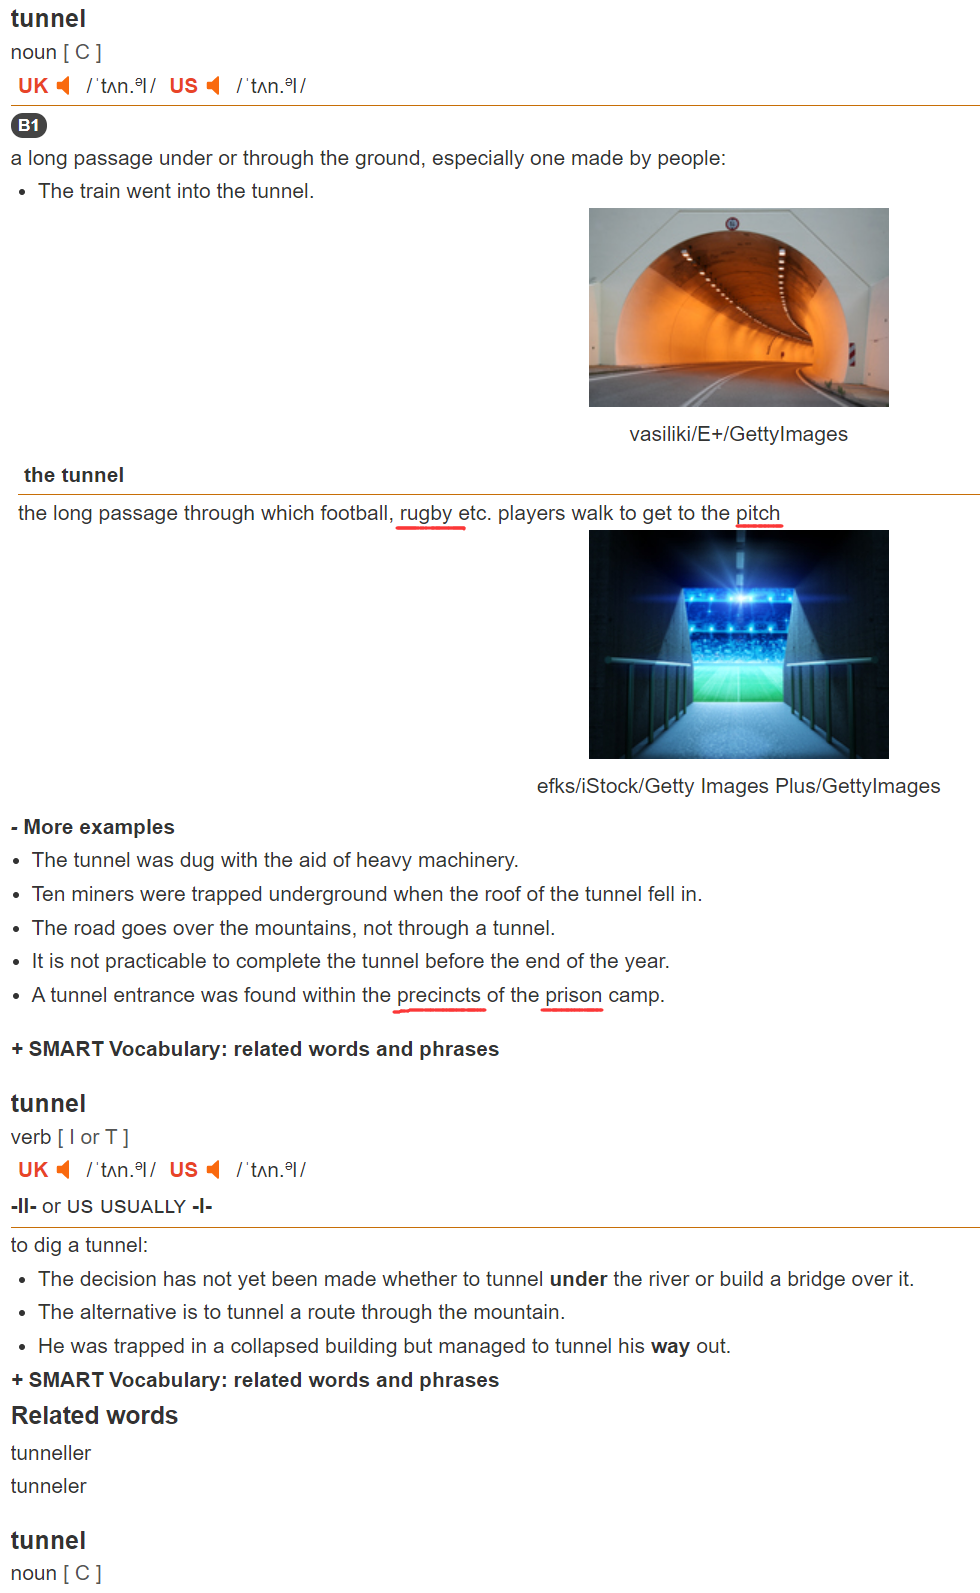 tunnel
noun [ C ]
UK /ˈtʌn.ᵊl/ US /ˈtʌn.ᵊl/
B1
a long passage under or through the ground, especially one made by people:
• The train went into the tunnel.
vasiliki/E+/GettyImages
the tunnel
the long passage through which football, rugby etc. players walk to get to the pitch
efks/iStock/Getty Images Plus/GettyImages
- More examples
• The tunnel was dug with the aid of heavy machinery.
• Ten miners were trapped underground when the roof of the tunnel fell in.
• The road goes over the mountains, not through a tunnel.
• It is not practicable to complete the tunnel before the end of the year.
• A tunnel entrance was found within the precincts of the prison camp.
+ SMART Vocabulary: related words and phrases
tunnel
verb [ I or T ]
UK /ˈtʌn.ᵊl/ US /ˈtʌn.ᵊl/
-ll- or US USUALLY -l-
to dig a tunnel:
• The decision has not yet been made whether to tunnel under the river or build a bridge over it.
• The alternative is to tunnel a route through the mountain.
• He was trapped in a collapsed building but managed to tunnel his way out.
+ SMART Vocabulary: related words and phrases
Related words
tunneller
tunneler
tunnel
noun [ C ]